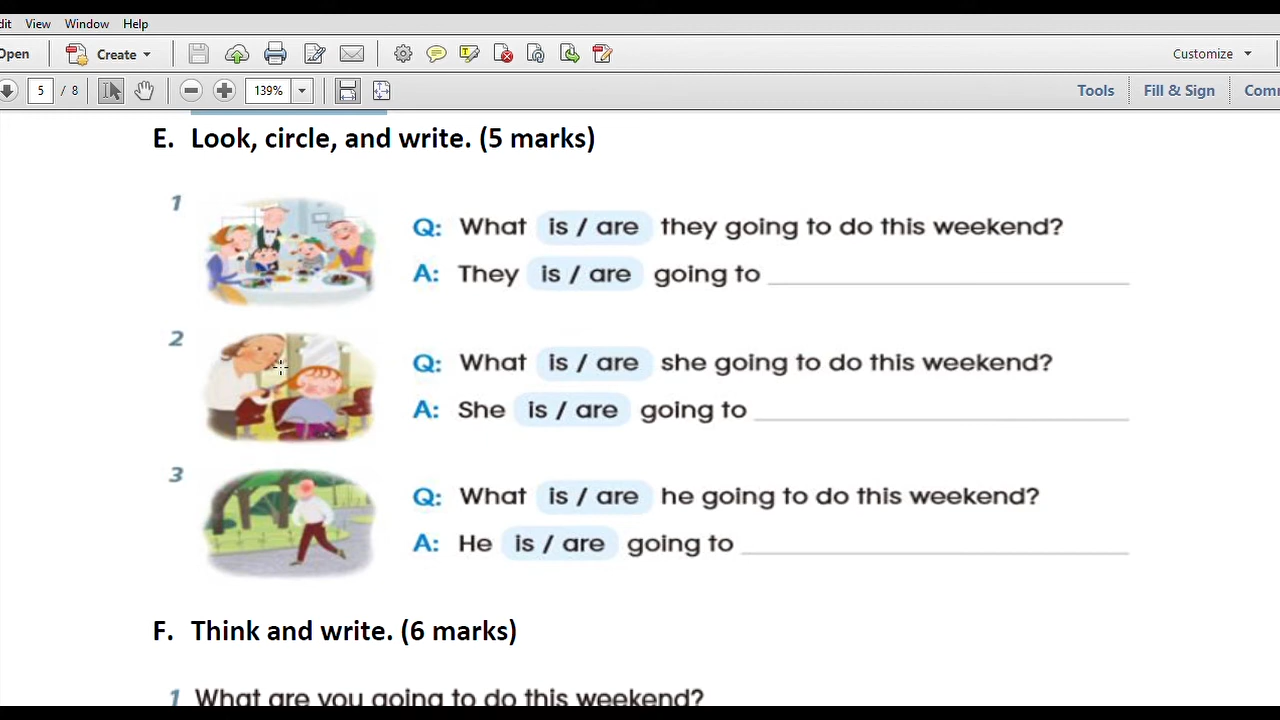 dit View Window Help
Open Create Customize
5 / 8 139% Tools Fill & Sign Com
E. Look, circle, and write. (5 marks)
1
Q: What is / are they going to do this weekend?
A: They is / are going to
2
Q: What is / are she going to do this weekend?
A: She is / are going to
3
Q: What is / are he going to do this weekend?
A: He is / are going to
F. Think and write. (6 marks)
1 What are you going to do this weekend?